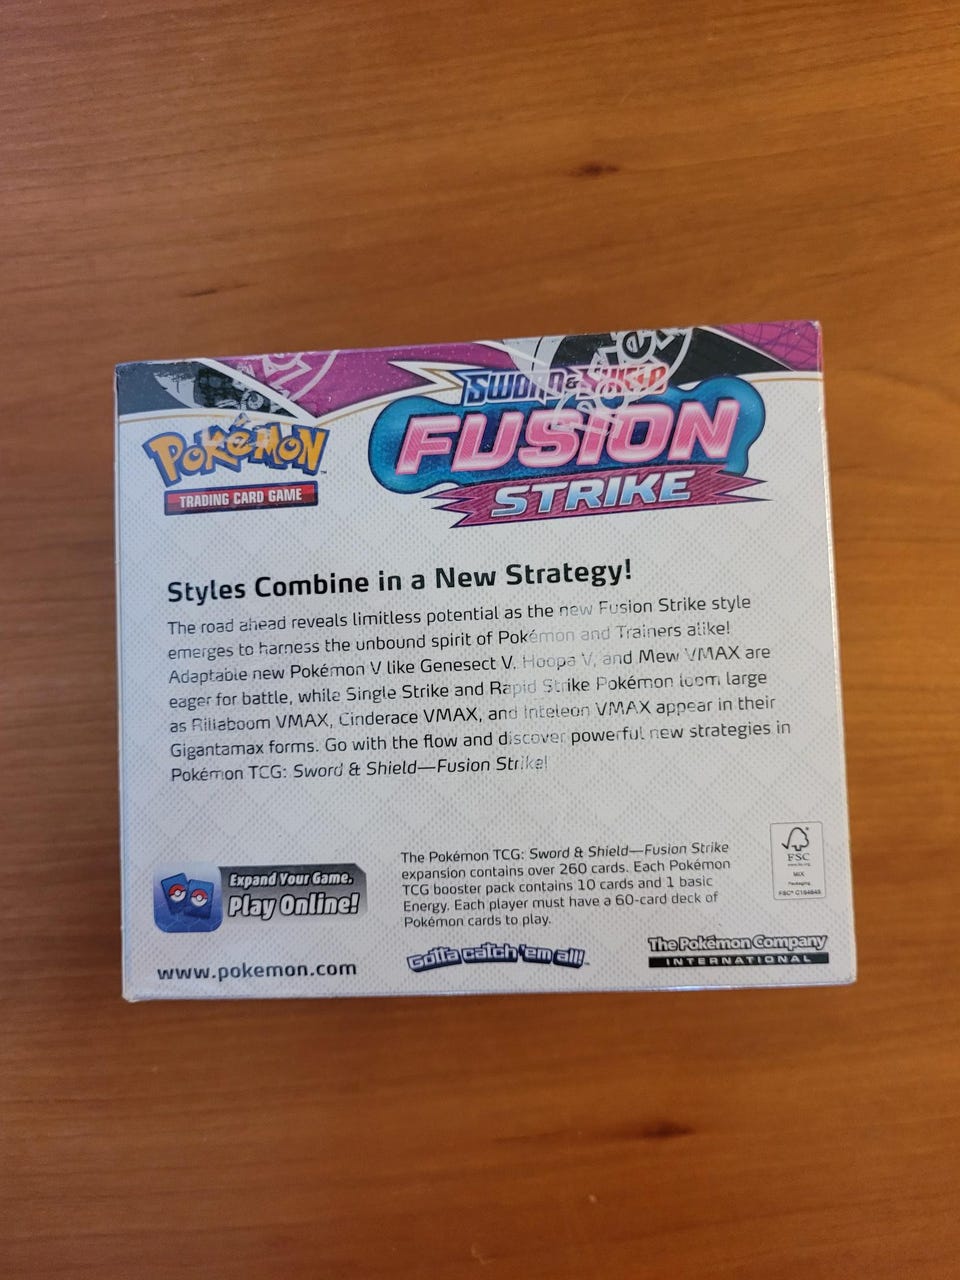 Pokémon
TRADING CARD GAME
SWORD & SHIELD
FUSION
STRIKE
Styles Combine in a New Strategy!
The road ahead reveals limitless potential as the new Fusion Strike style
emerges to harness the unbound spirit of Pokémon and Trainers alike!
Adaptable new Pokémon V like Genesect V, Hoopa V, and Mew VMAX are
eager for battle, while Single Strike and Rapid Strike Pokémon loom large
as Rillaboom VMAX, Cinderace VMAX, and Inteleon VMAX appear in their
Gigantamax forms. Go with the flow and discover powerful new strategies in
Pokémon TCG: Sword & Shield—Fusion Strike!
Expand Your Game.
Play Online!
www.pokemon.com
The Pokémon TCG: Sword & Shield—Fusion Strike
expansion contains over 260 cards. Each Pokémon
TCG booster pack contains 10 cards and 1 basic
Energy. Each player must have a 60-card deck of
Pokémon cards to play.
Gotta catch 'em all!™
FSC
www.fsc.org
MIX
Packaging
The Pokémon Company
INTERNATIONAL